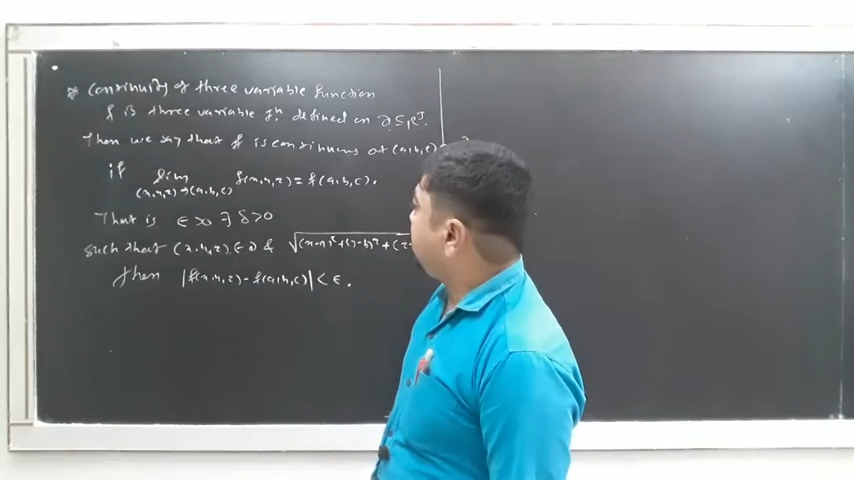 * Continuity of three variable function
f is three variable fn. defined on D ⊆ R³.
Then we say that f is continuous at (a,b,c) ∈
if lim (x,y,z)→(a,b,c) f(x,y,z) = f(a,b,c).
That is ε>0 ∃ δ>0
such that (x,y,z) ∈ D & √(x-a)²+(y-b)²+(z-
then |f(x,y,z) - f(a,b,c)| < ε.